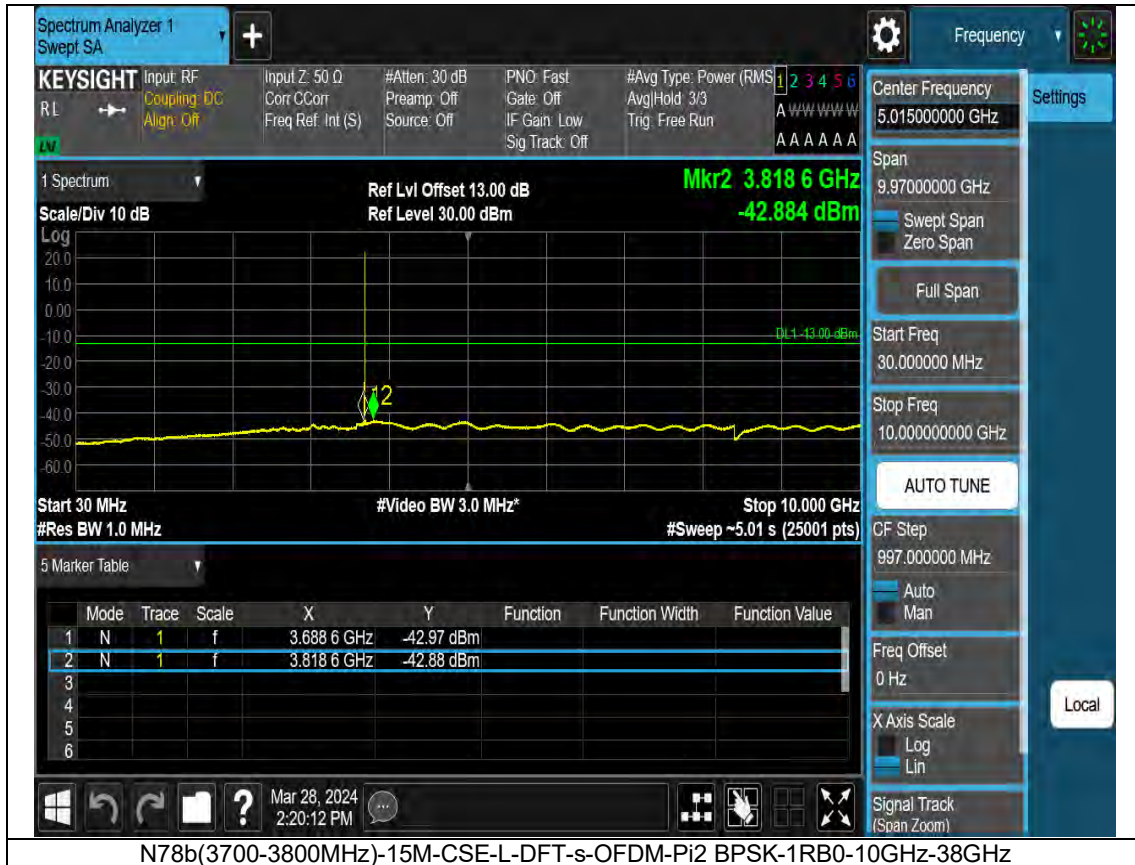 Spectrum Analyzer 1
Swept SA
+
Frequency
KEYSIGHT
RL
Input: RF
Coupling: DC
Align: Off
Input Z: 50 Ω
Corr CCorr
Freq Ref: Int (S)
#Atten: 30 dB
Preamp: Off
Source: Off
PNO: Fast
Gate: Off
IF Gain: Low
Sig Track: Off
#Avg Type: Power (RMS
Avg|Hold: 3/3
Trig: Free Run
1 2 3 4 5 6
A W W W W W
A A A A A A
LXI
Center Frequency
5.015000000 GHz
Settings
Span
9.97000000 GHz
Swept Span
Zero Span
Full Span
Start Freq
30.000000 MHz
Stop Freq
10.000000000 GHz
AUTO TUNE
CF Step
997.000000 MHz
Auto
Man
Freq Offset
0 Hz
X Axis Scale
Log
Lin
Local
Signal Track
(Span Zoom)
1 Spectrum
Scale/Div 10 dB
Log
Ref Lvl Offset 13.00 dB
Ref Level 30.00 dBm
Mkr2 3.818 6 GHz
-42.884 dBm
20.0
10.0
0.00
-10.0
-20.0
-30.0
-40.0
-50.0
-60.0
DL1 -13.00 dBm
12
Start 30 MHz
#Res BW 1.0 MHz
#Video BW 3.0 MHz*
Stop 10.000 GHz
#Sweep ~5.01 s (25001 pts)
5 Marker Table
Mode Trace Scale X Y Function Function Width Function Value
1 N 1 f 3.688 6 GHz -42.97 dBm
2 N 1 f 3.818 6 GHz -42.88 dBm
3
4
5
6
?
Mar 28, 2024
2:20:12 PM
N78b(3700-3800MHz)-15M-CSE-L-DFT-s-OFDM-Pi2 BPSK-1RB0-10GHz-38GHz